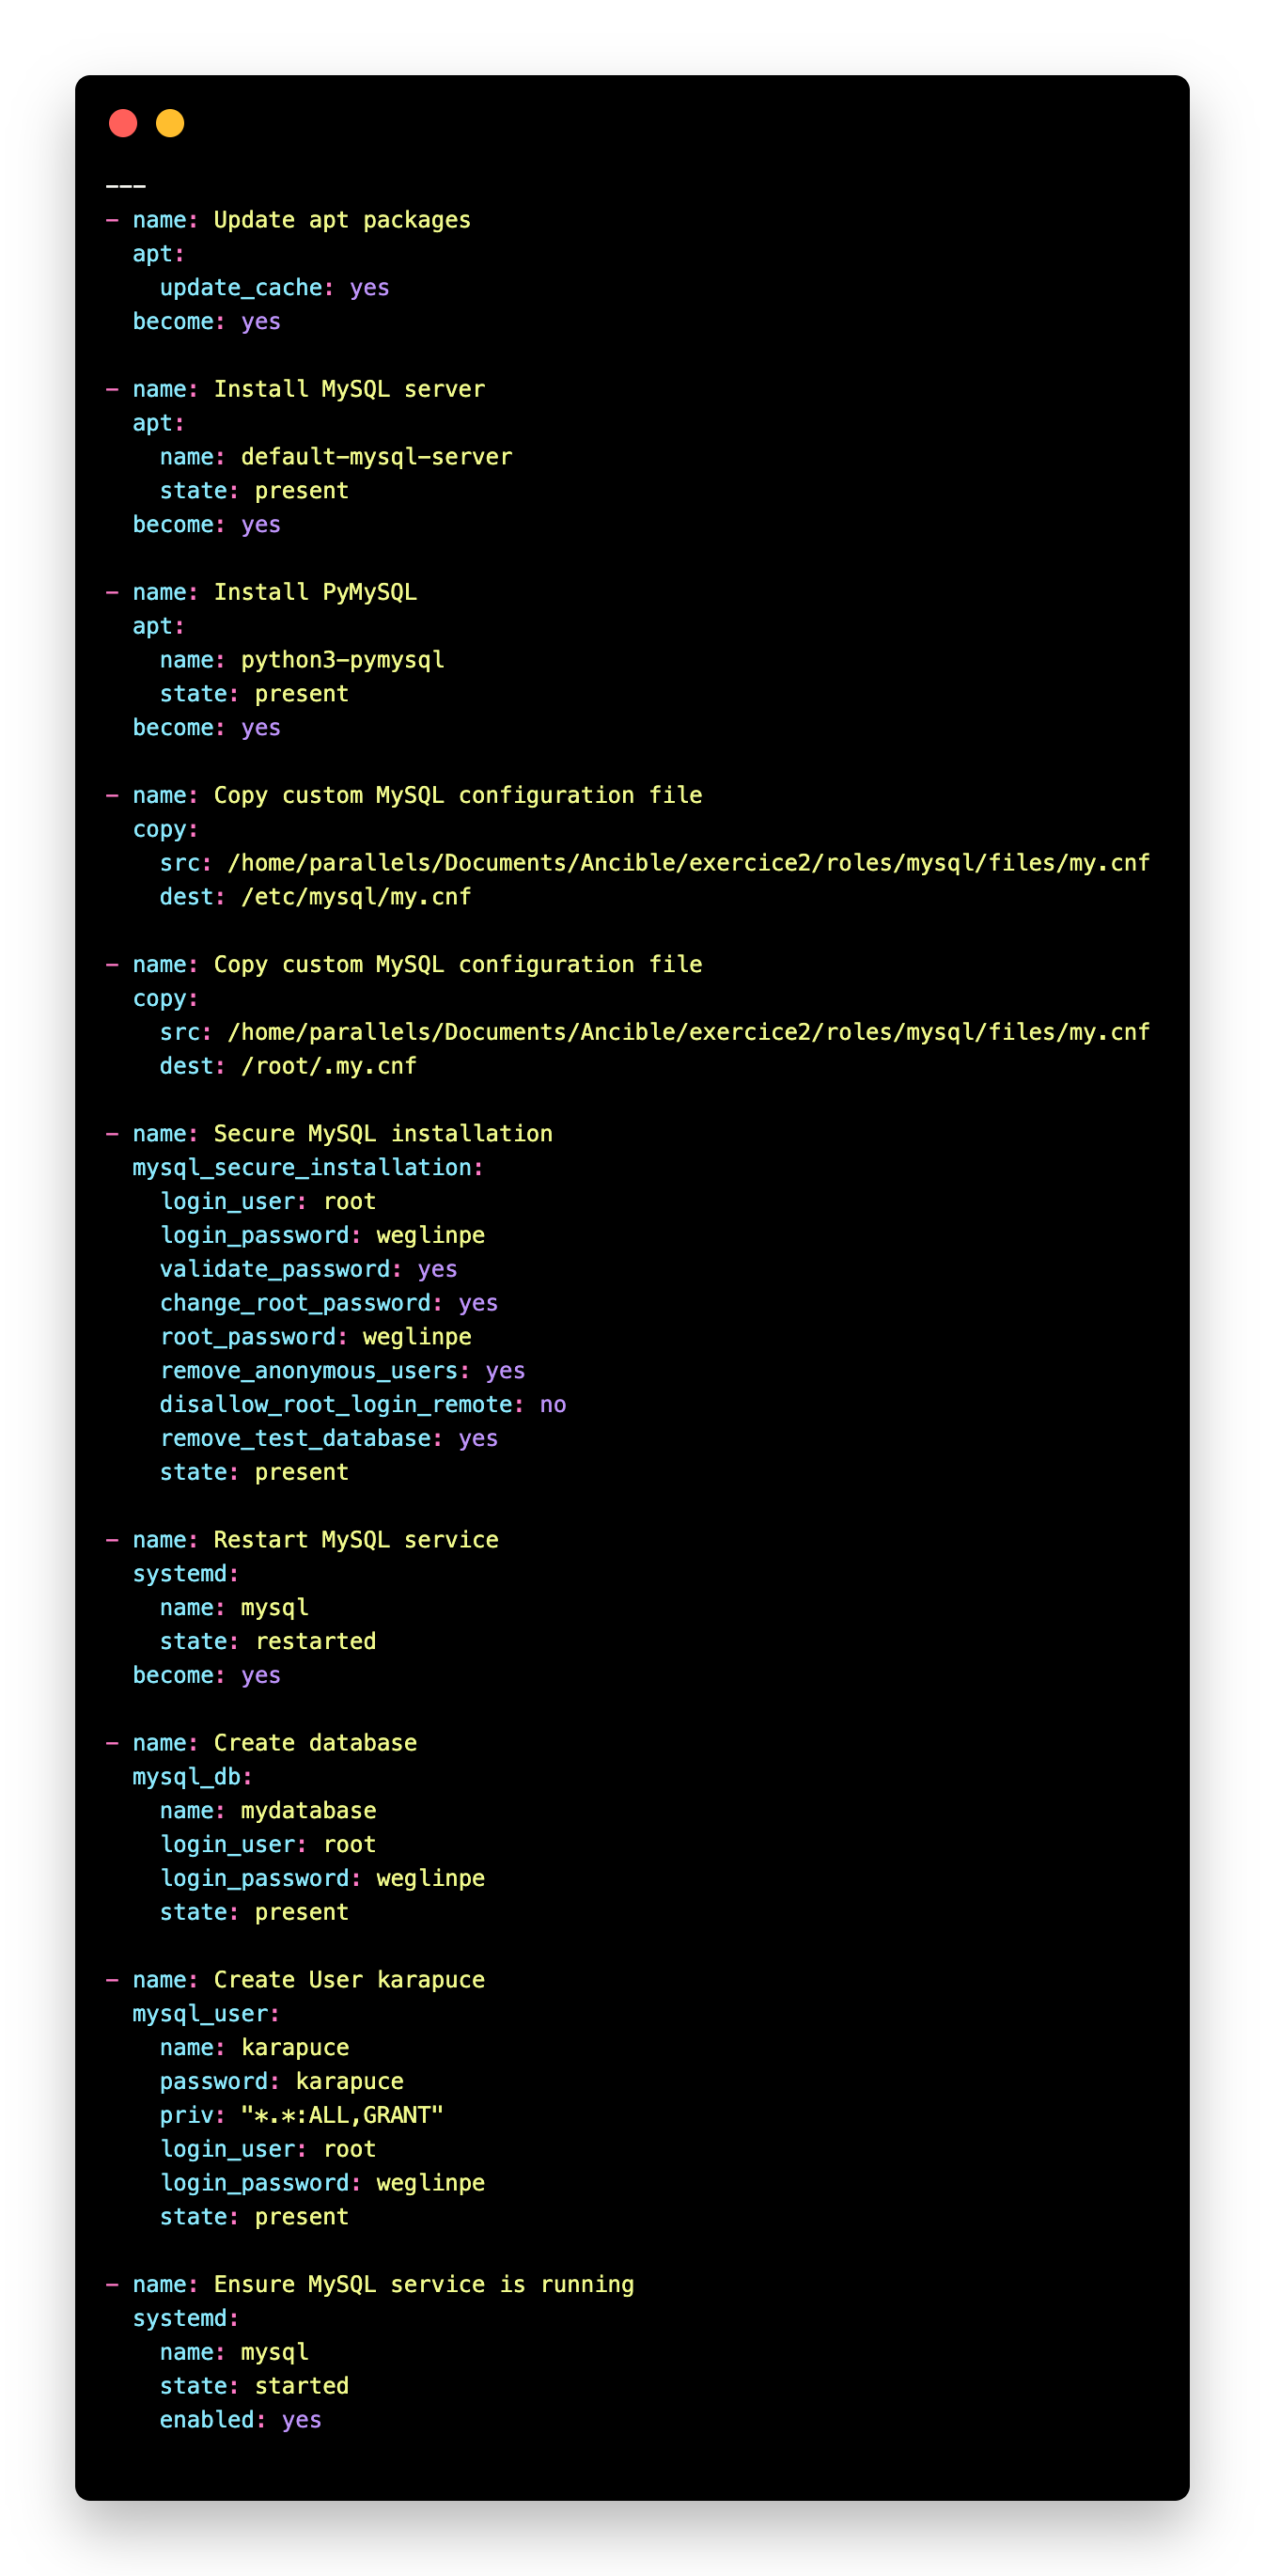 ---
- name: Update apt packages
  apt:
    update_cache: yes
  become: yes

- name: Install MySQL server
  apt:
    name: default-mysql-server
    state: present
  become: yes

- name: Install PyMySQL
  apt:
    name: python3-pymysql
    state: present
  become: yes

- name: Copy custom MySQL configuration file
  copy:
    src: /home/parallels/Documents/Ancible/exercice2/roles/mysql/files/my.cnf
    dest: /etc/mysql/my.cnf

- name: Copy custom MySQL configuration file
  copy:
    src: /home/parallels/Documents/Ancible/exercice2/roles/mysql/files/my.cnf
    dest: /root/.my.cnf

- name: Secure MySQL installation
  mysql_secure_installation:
    login_user: root
    login_password: weglinpe
    validate_password: yes
    change_root_password: yes
    root_password: weglinpe
    remove_anonymous_users: yes
    disallow_root_login_remote: no
    remove_test_database: yes
    state: present

- name: Restart MySQL service
  systemd:
    name: mysql
    state: restarted
  become: yes

- name: Create database
  mysql_db:
    name: mydatabase
    login_user: root
    login_password: weglinpe
    state: present

- name: Create User karapuce
  mysql_user:
    name: karapuce
    password: karapuce
    priv: "*.*:ALL,GRANT"
    login_user: root
    login_password: weglinpe
    state: present

- name: Ensure MySQL service is running
  systemd:
    name: mysql
    state: started
    enabled: yes